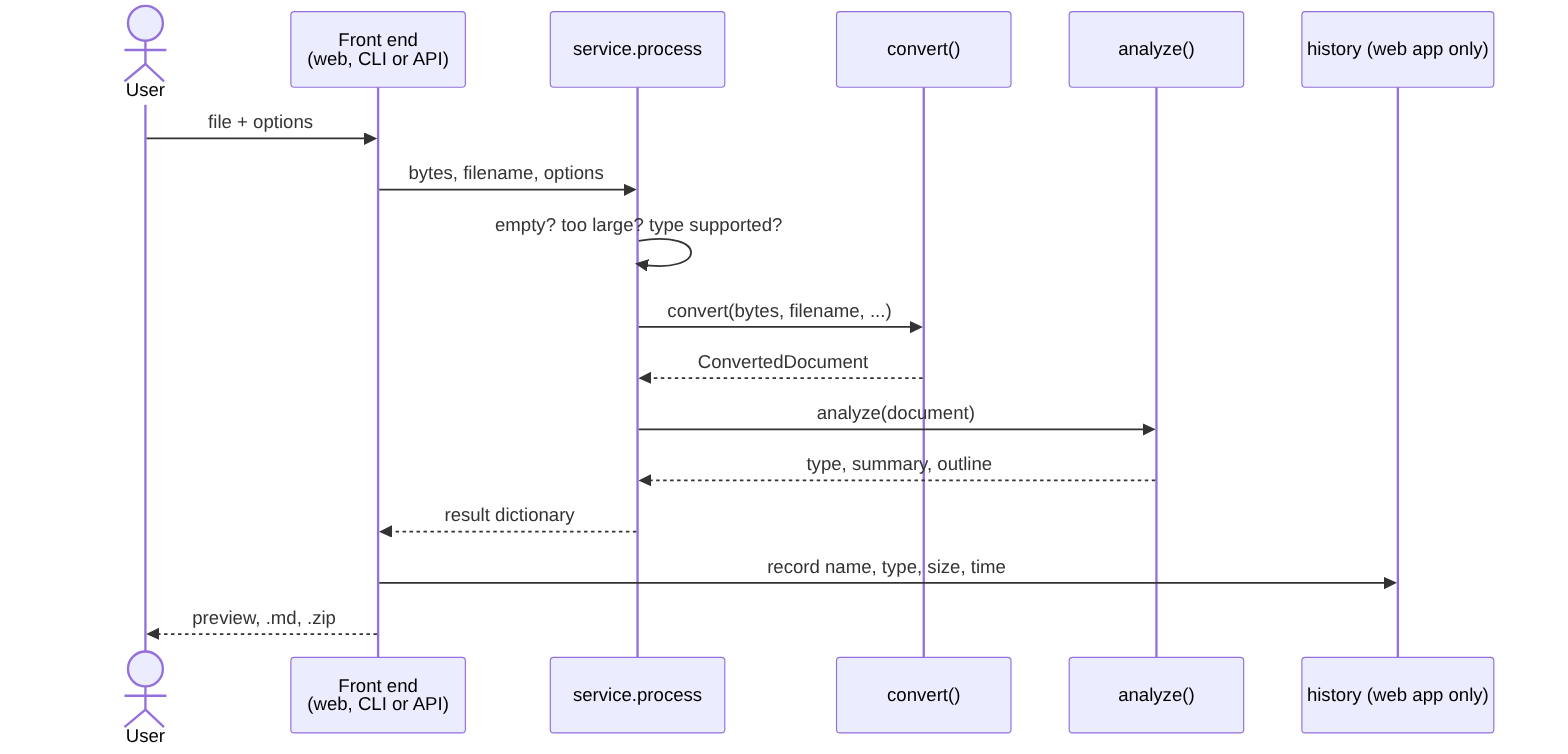 User
Front end
(web, CLI or API)
service.process
convert()
analyze()
history (web app only)
file + options
bytes, filename, options
empty? too large? type supported?
convert(bytes, filename, ...)
ConvertedDocument
analyze(document)
type, summary, outline
result dictionary
record name, type, size, time
preview, .md, .zip
User
Front end
(web, CLI or API)
service.process
convert()
analyze()
history (web app only)